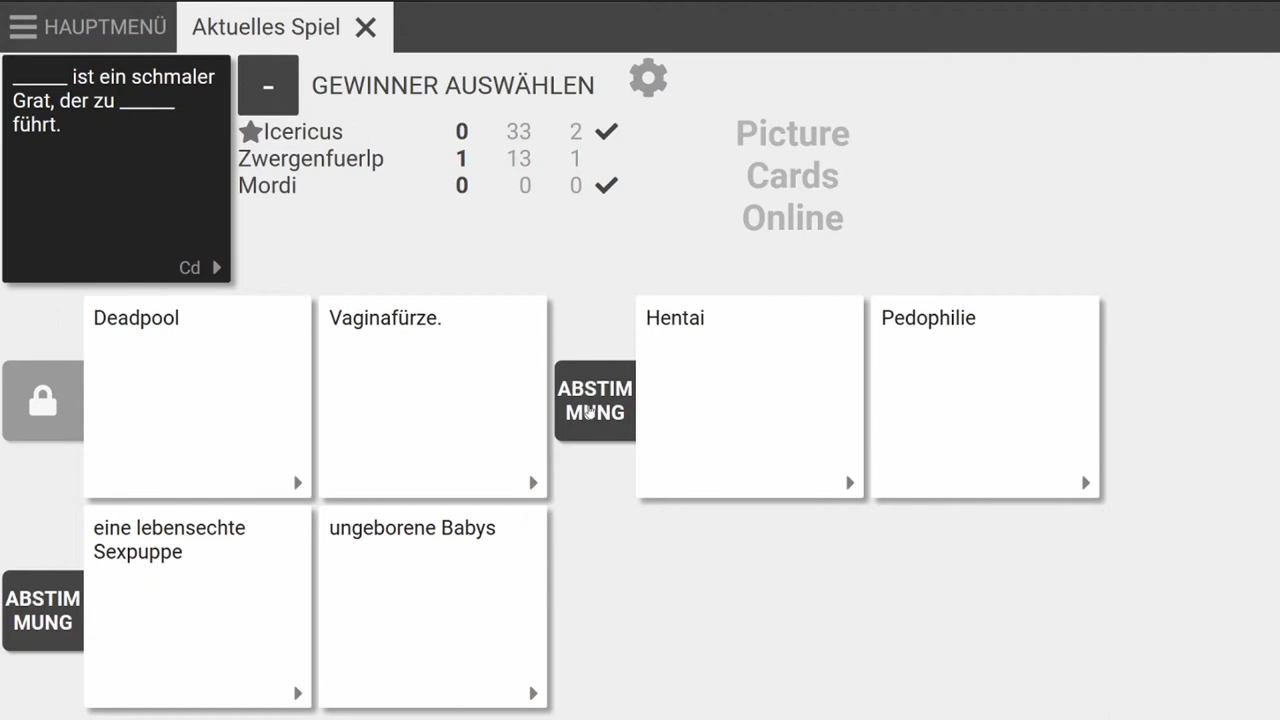 HAUPTMENÜ
Aktuelles Spiel
_____ ist ein schmaler
Grat, der zu _____
führt.
Cd
-
GEWINNER AUSWÄHLEN
Icericus 0 33 2
Zwergenfuerlp 1 13 1
Mordi 0 0 0
Picture
Cards
Online
Deadpool
Vaginafürze.
ABSTIM
MUNG
Hentai
Pedophilie
ABSTIM
MUNG
eine lebensechte
Sexpuppe
ungeborene Babys